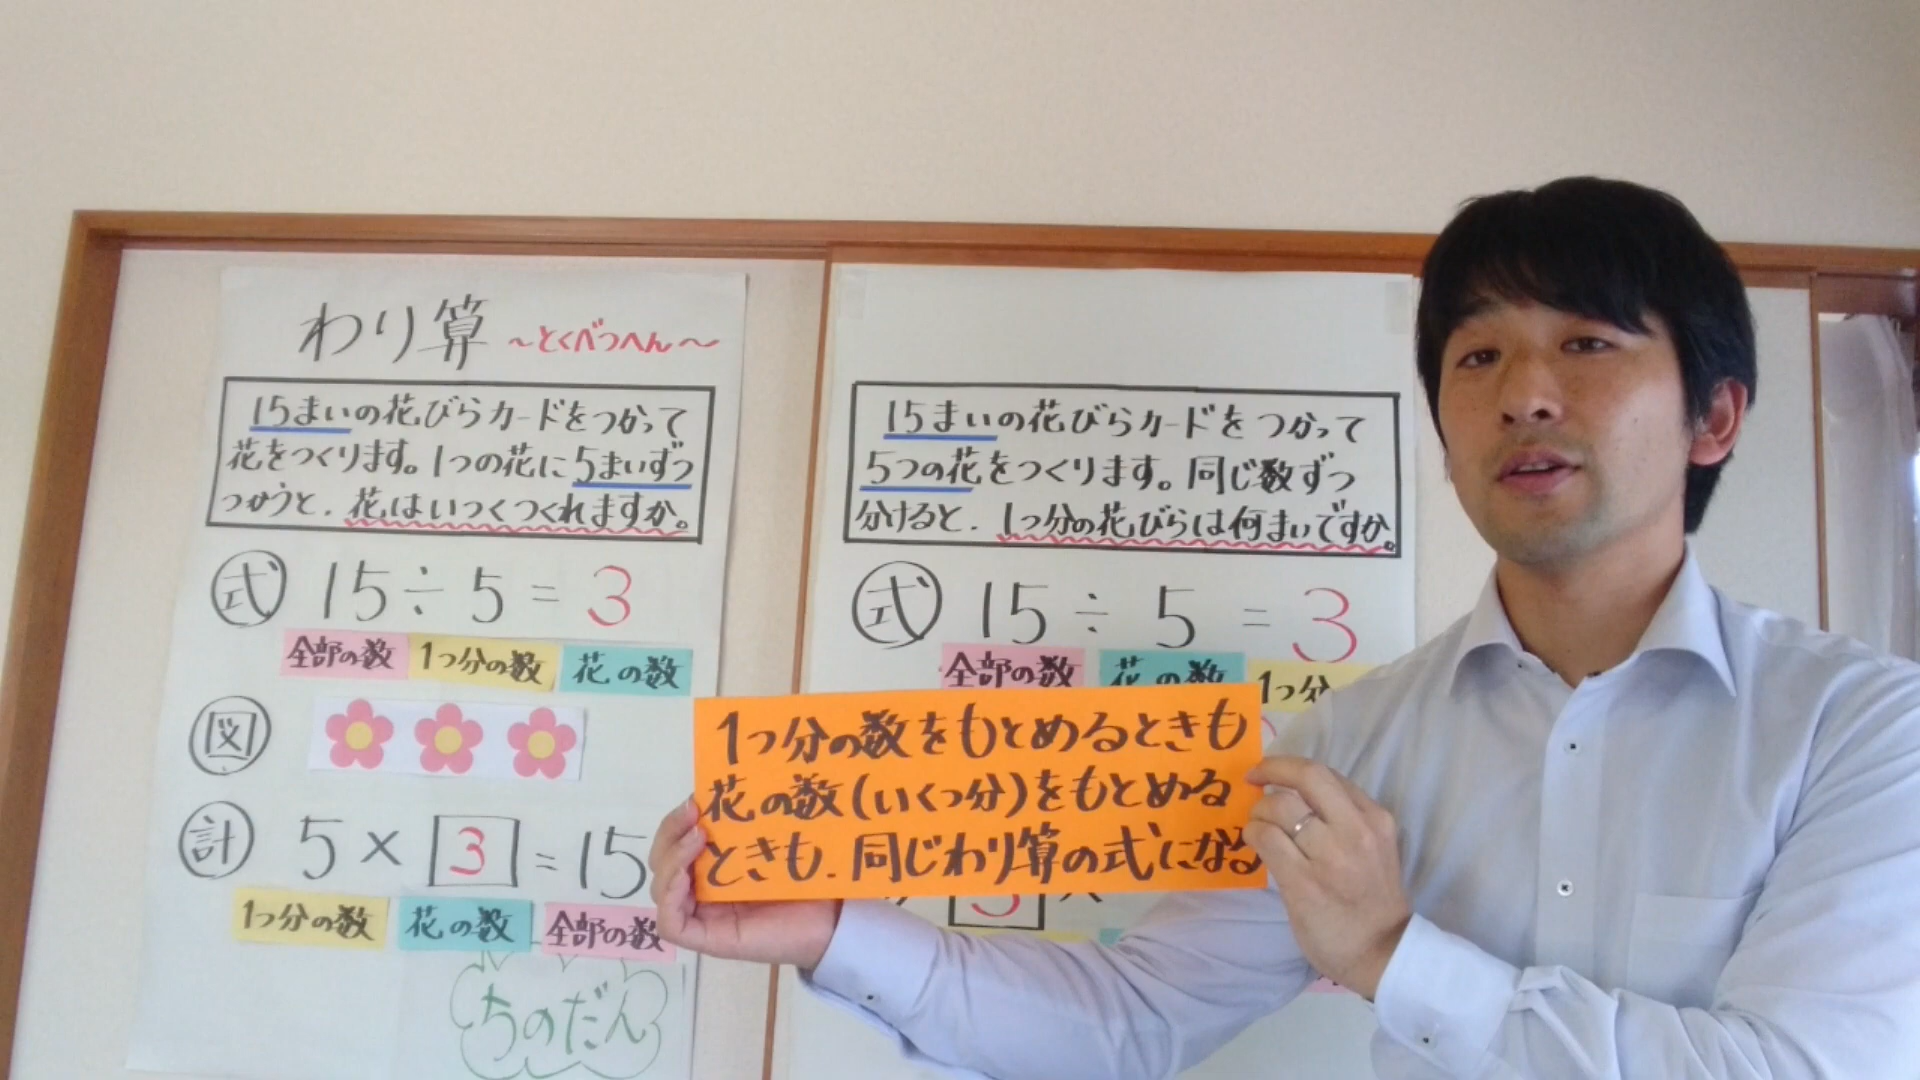 わり算 ～とくべつへん～
15まいの花びらカードをつかって
花をつくります。1つの花に5まいずつ
つかうと、花はいくつつくれますか。
式 15÷5=3
全部の数 1つ分の数 花の数
図
計 5×3=15
1つ分の数 花の数 全部の数
ちのだん
15まいの花びらカードをつかって
5つの花をつくります。同じ数ずつ
分けると、1つ分の花びらは何まいですか。
式 15÷5=3
全部の数 花の数 1つ分
1つ分の数をもとめるときも
花の数(いくつ分)をもとめる
ときも、同じわり算の式になる